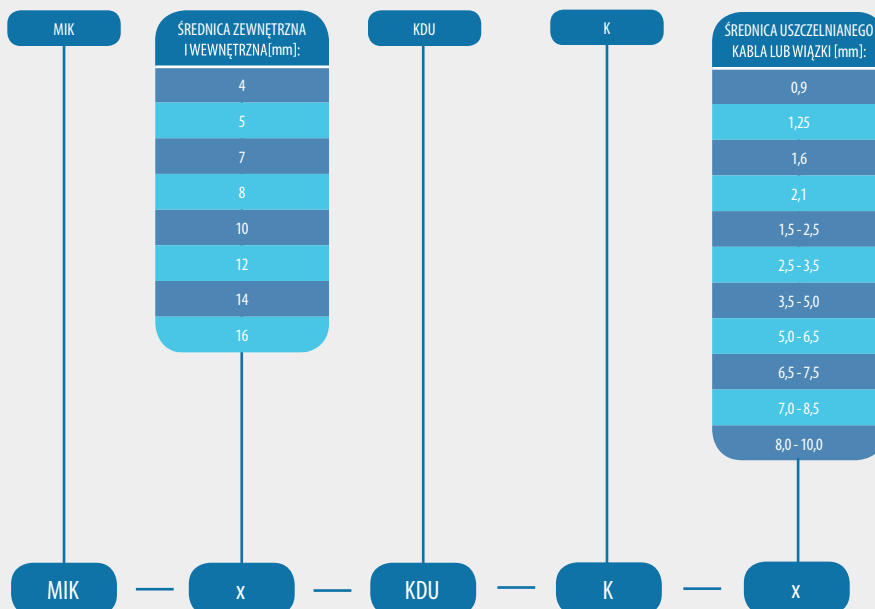 MIK
ŚREDNICA ZEWNĘTRZNA
I WEWNĘTRZNA[mm]:
4
5
7
8
10
12
14
16
KDU
K
ŚREDNICA USZCZELNIANEGO
KABLA LUB WIĄZKI [mm]:
0,9
1,25
1,6
2,1
1,5 - 2,5
2,5 - 3,5
3,5 - 5,0
5,0 - 6,5
6,5 - 7,5
7,0 - 8,5
8,0 - 10,0
MIK — x — KDU — K — x